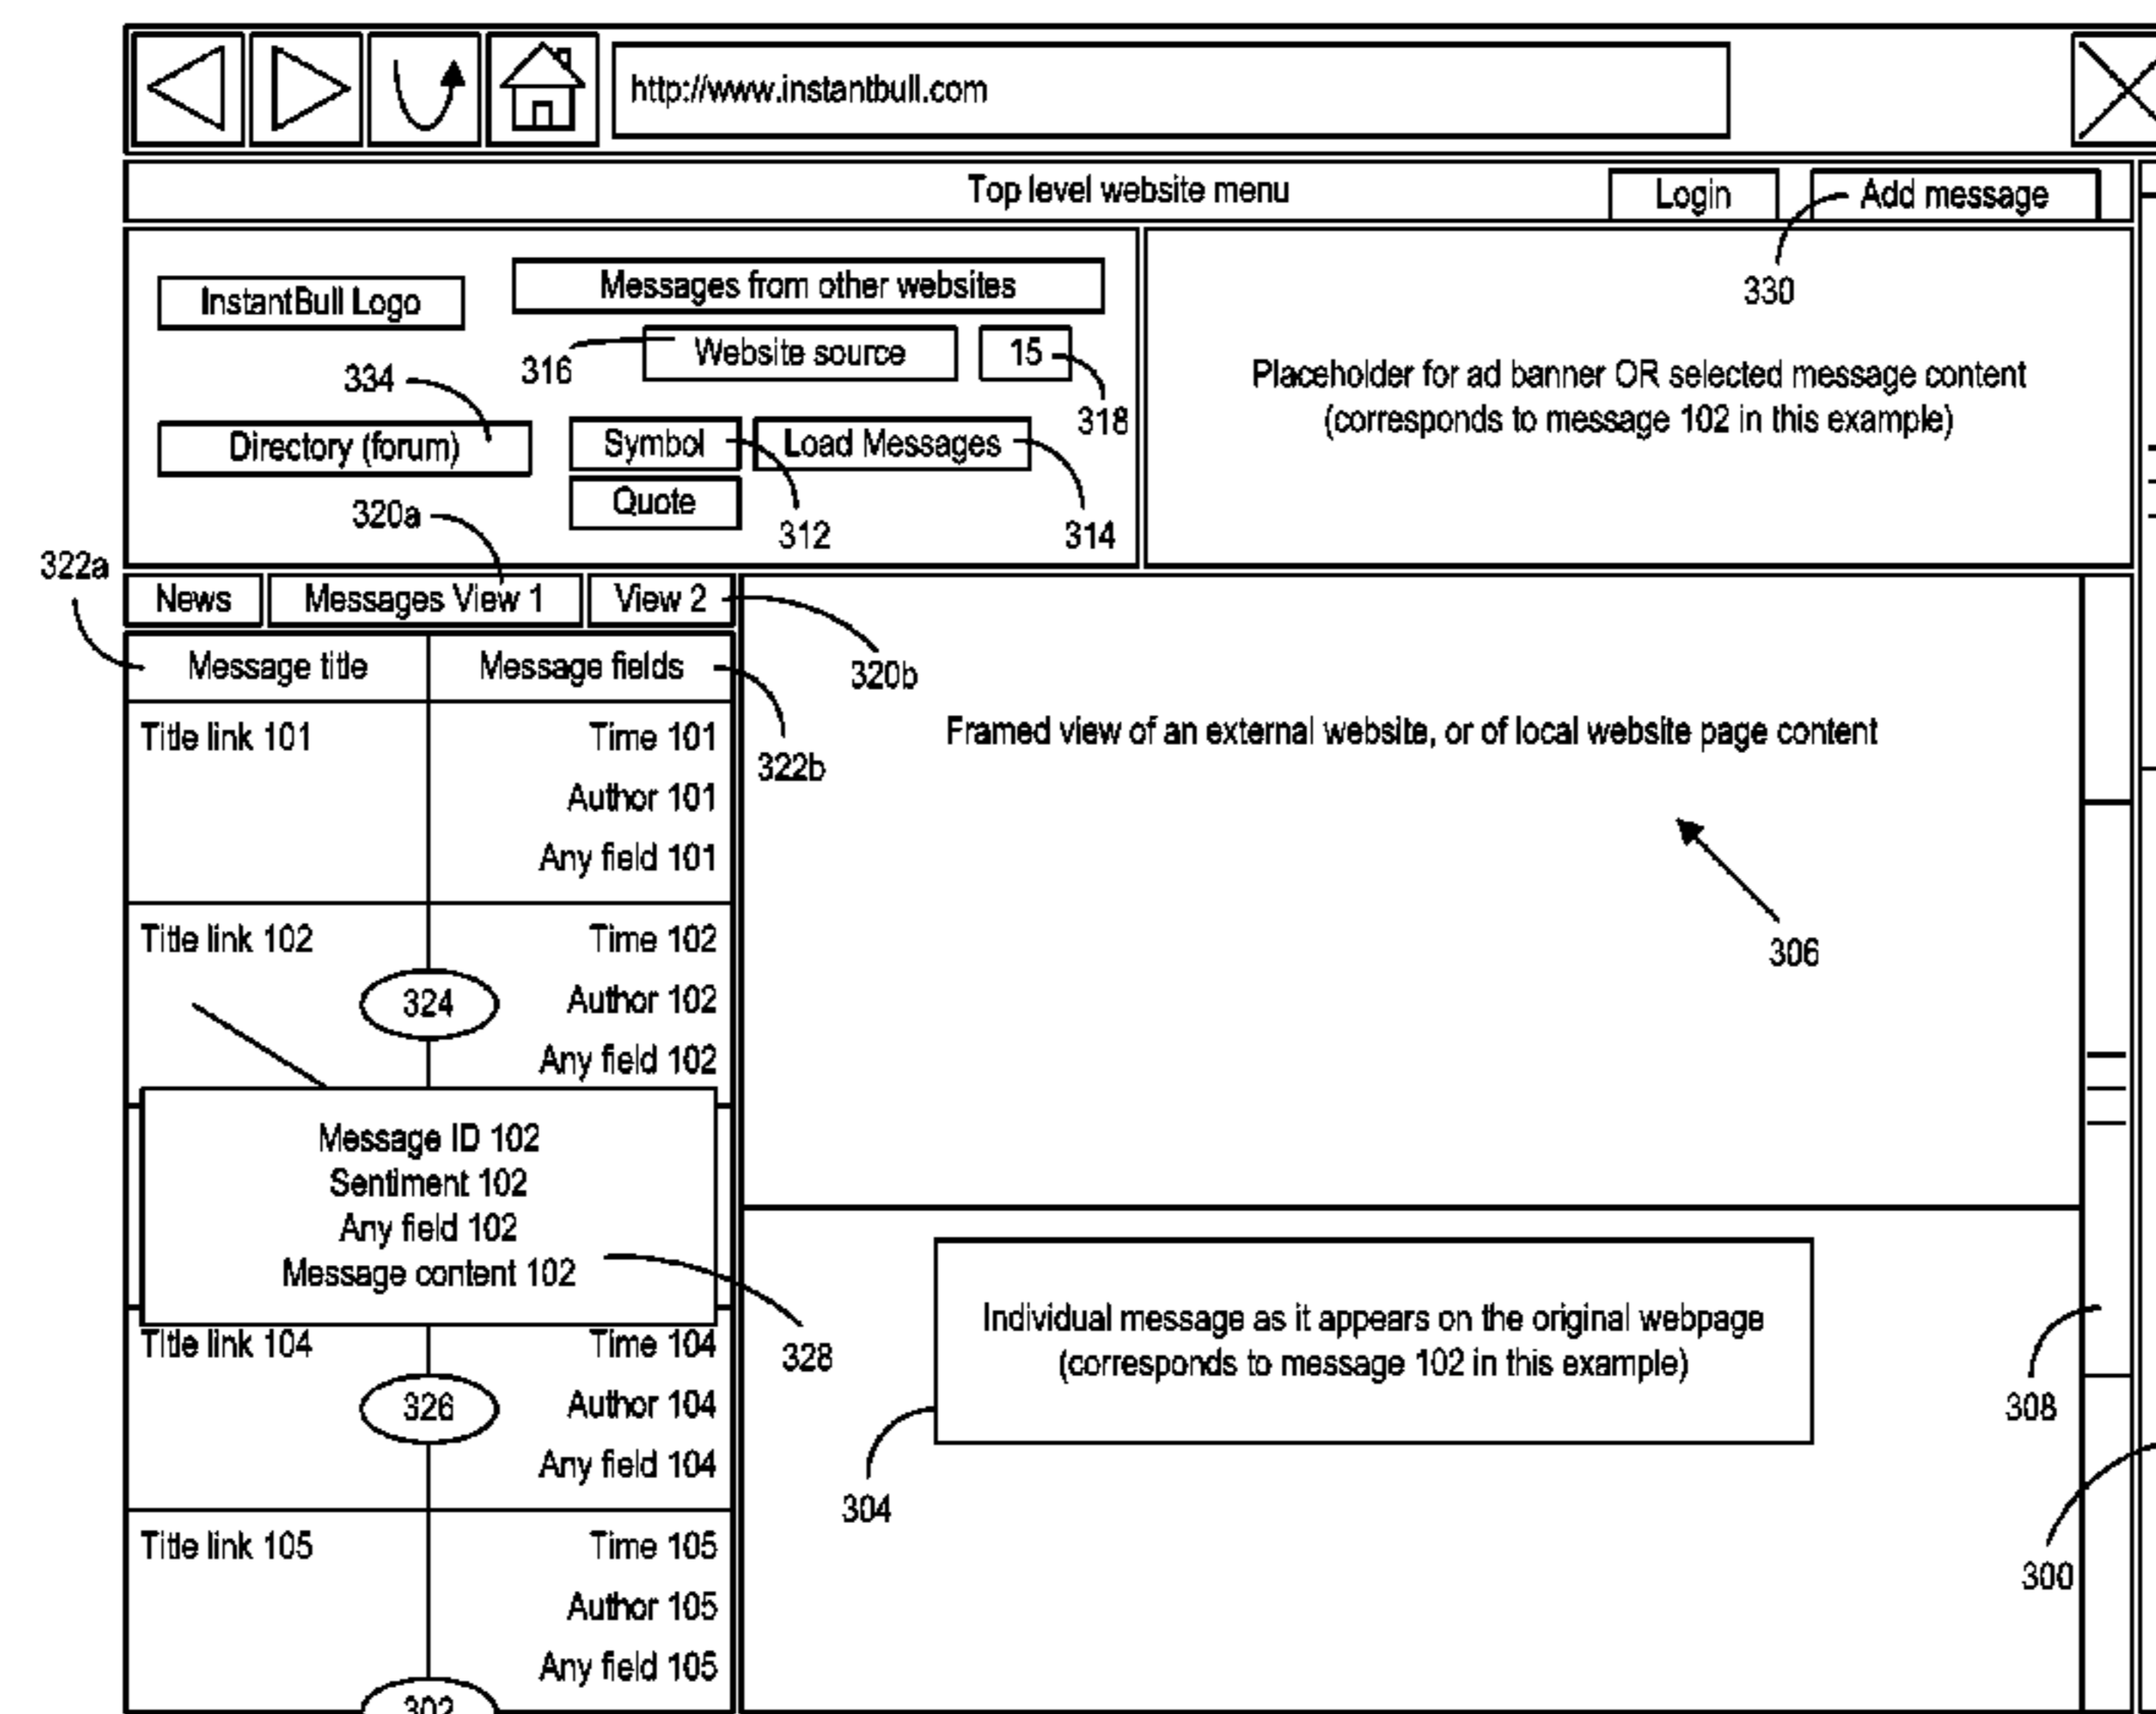 http://www.instantbull.com
Top level website menu
Login
Add message
330
InstantBull Logo
Messages from other websites
316
Website source
15
318
334
Directory (forum)
Symbol
Load Messages
Quote
312
314
320a
Placeholder for ad banner OR selected message content
(corresponds to message 102 in this example)
322a
News
Messages View 1
View 2
320b
Message title
Message fields
322b
Title link 101
Time 101
Author 101
Any field 101
Title link 102
Time 102
324
Author 102
Any field 102
Message ID 102
Sentiment 102
Any field 102
Message content 102
328
Title link 104
Time 104
326
Author 104
Any field 104
Title link 105
Time 105
Author 105
Any field 105
302
Framed view of an external website, or of local website page content
306
Individual message as it appears on the original webpage
(corresponds to message 102 in this example)
304
308
300